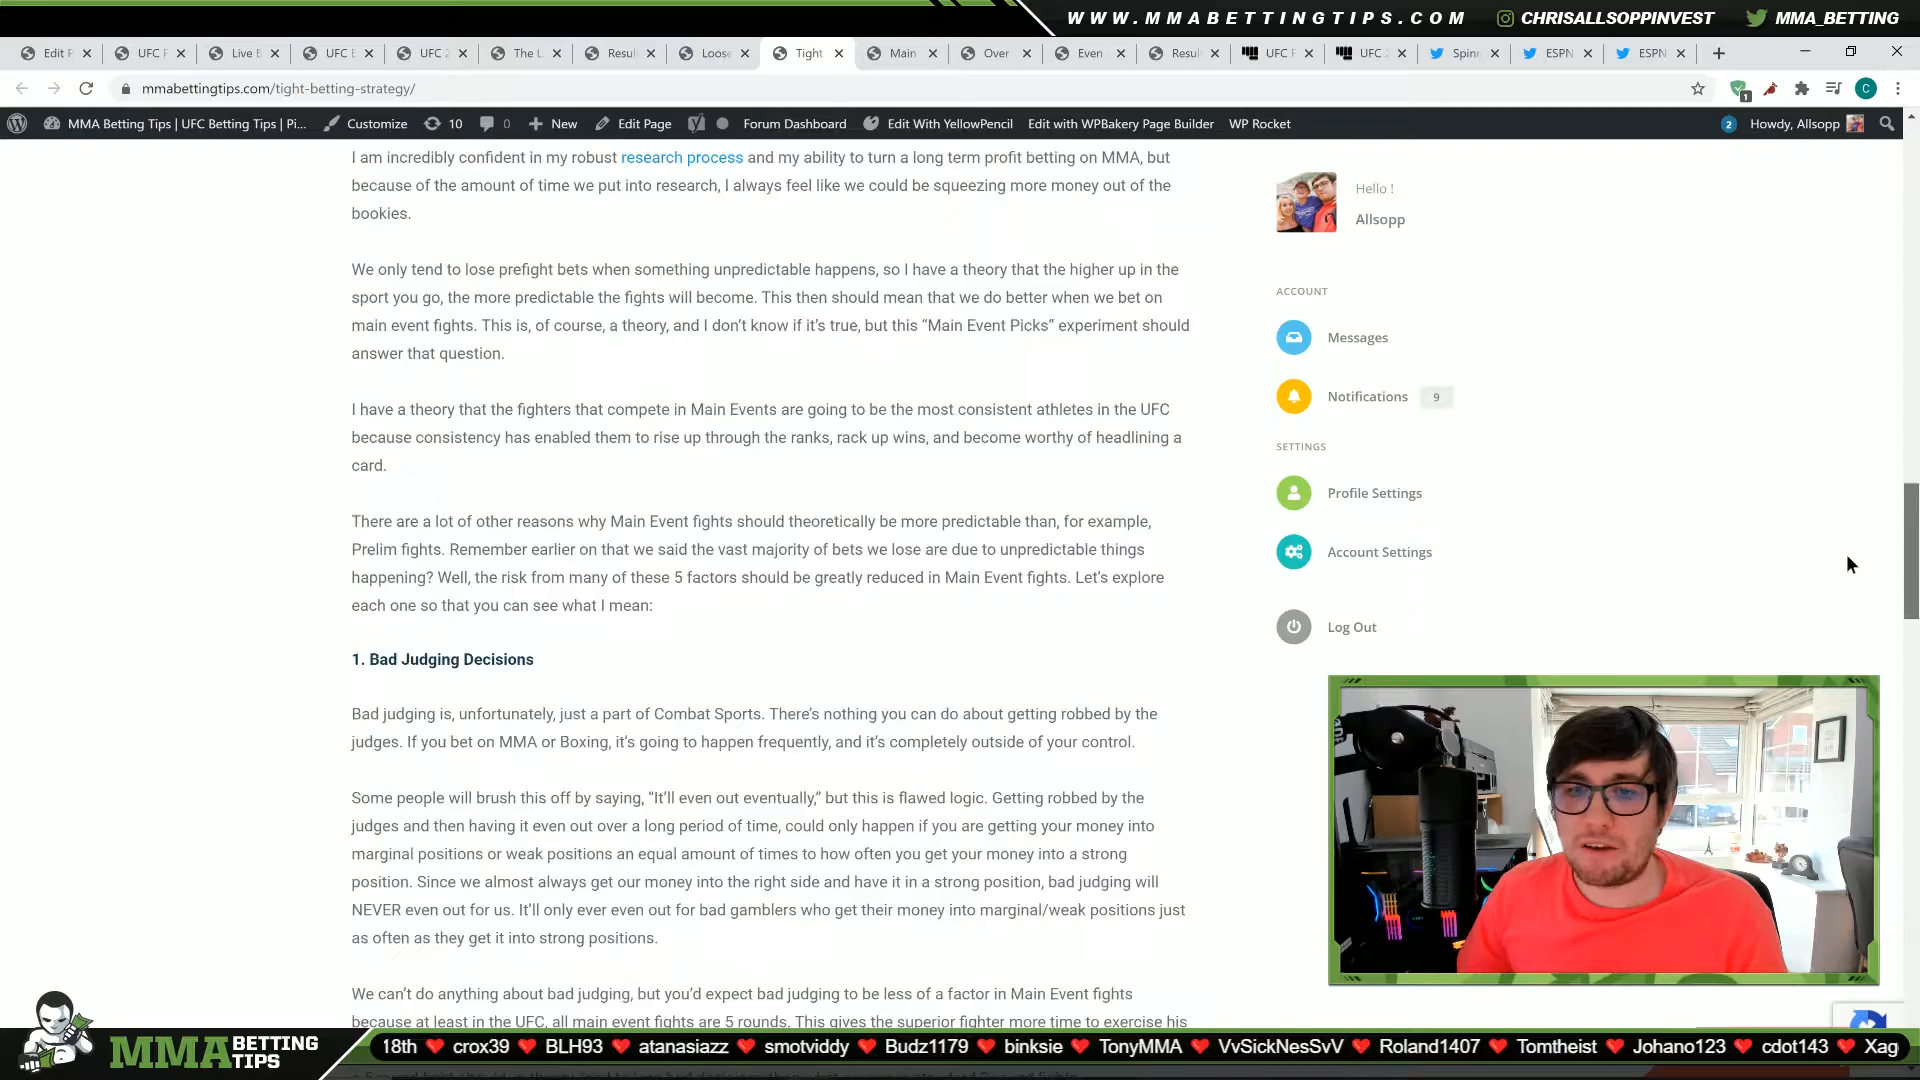 WWW.MMABETTINGTIPS.COM CHRISALLSOPPINVEST MMA_BETTING
Edit P UFC F Live E UFC E UFC 2 The L Resul Loose Tight Main Over Even Resul UFC F UFC 2 Spinn ESPN ESPN
mmabettingtips.com/tight-betting-strategy/
MMA Betting Tips | UFC Betting Tips | Pi... Customize 10 0 New Edit Page Forum Dashboard Edit With YellowPencil Edit with WPBakery Page Builder WP Rocket 2 Howdy, Allsopp
I am incredibly confident in my robust research process and my ability to turn a long term profit betting on MMA, but
because of the amount of time we put into research, I always feel like we could be squeezing more money out of the
bookies.
We only tend to lose prefight bets when something unpredictable happens, so I have a theory that the higher up in the
sport you go, the more predictable the fights will become. This then should mean that we do better when we bet on
main event fights. This is, of course, a theory, and I don't know if it's true, but this “Main Event Picks” experiment should
answer that question.
I have a theory that the fighters that compete in Main Events are going to be the most consistent athletes in the UFC
because consistency has enabled them to rise up through the ranks, rack up wins, and become worthy of headlining a
card.
There are a lot of other reasons why Main Event fights should theoretically be more predictable than, for example,
Prelim fights. Remember earlier on that we said the vast majority of bets we lose are due to unpredictable things
happening? Well, the risk from many of these 5 factors should be greatly reduced in Main Event fights. Let's explore
each one so that you can see what I mean:
1. Bad Judging Decisions
Bad judging is, unfortunately, just a part of Combat Sports. There's nothing you can do about getting robbed by the
judges. If you bet on MMA or Boxing, it's going to happen frequently, and it's completely outside of your control.
Some people will brush this off by saying, “It'll even out eventually,” but this is flawed logic. Getting robbed by the
judges and then having it even out over a long period of time, could only happen if you are getting your money into
marginal positions or weak positions an equal amount of times to how often you get your money into a strong
position. Since we almost always get our money into the right side and have it in a strong position, bad judging will
NEVER even out for us. It'll only ever even out for bad gamblers who get their money into marginal/weak positions just
as often as they get it into strong positions.
We can't do anything about bad judging, but you'd expect bad judging to be less of a factor in Main Event fights
because at least in the UFC, all main event fights are 5 rounds. This gives the superior fighter more time to exercise his
Hello !
Allsopp
ACCOUNT
Messages
Notifications 9
SETTINGS
Profile Settings
Account Settings
Log Out
MMA BETTING TIPS
18th crox39 BLH93 atanasiazz smotviddy Budz1179 binksie TonyMMA VvSickNesSvV Roland1407 Tomtheist Johano123 cdot143 Xag